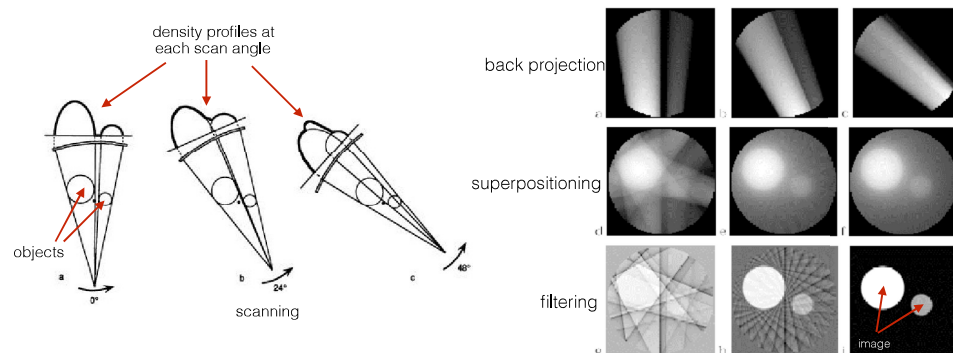 density profiles at
each scan angle
objects
a
0°
b
24°
c
48°
scanning
back projection
a
b
c
superpositioning
d
e
f
filtering
g
h
i
image